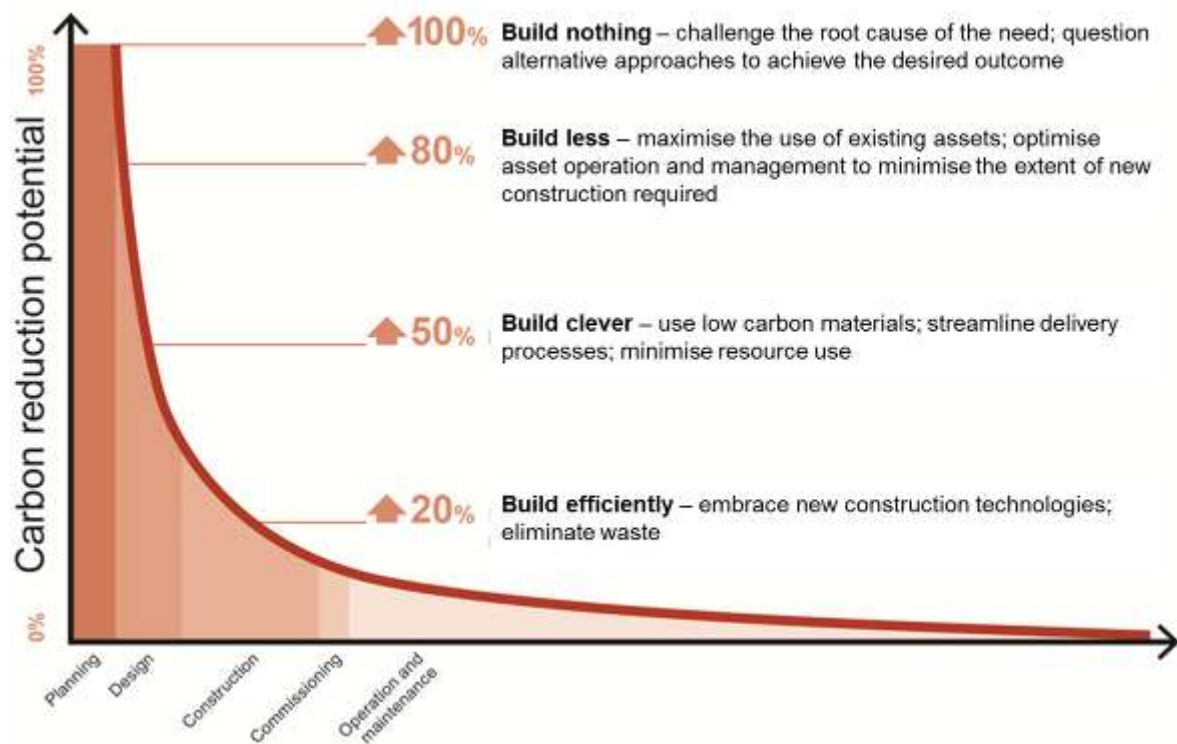 100%
Carbon reduction potential
0%
100% Build nothing – challenge the root cause of the need; question
alternative approaches to achieve the desired outcome
80% Build less – maximise the use of existing assets; optimise
asset operation and management to minimise the extent of new
construction required
50% Build clever – use low carbon materials; streamline delivery
processes; minimise resource use
20% Build efficiently – embrace new construction technologies;
eliminate waste
Planning
Design
Construction
Commissioning
Operation and
maintenance